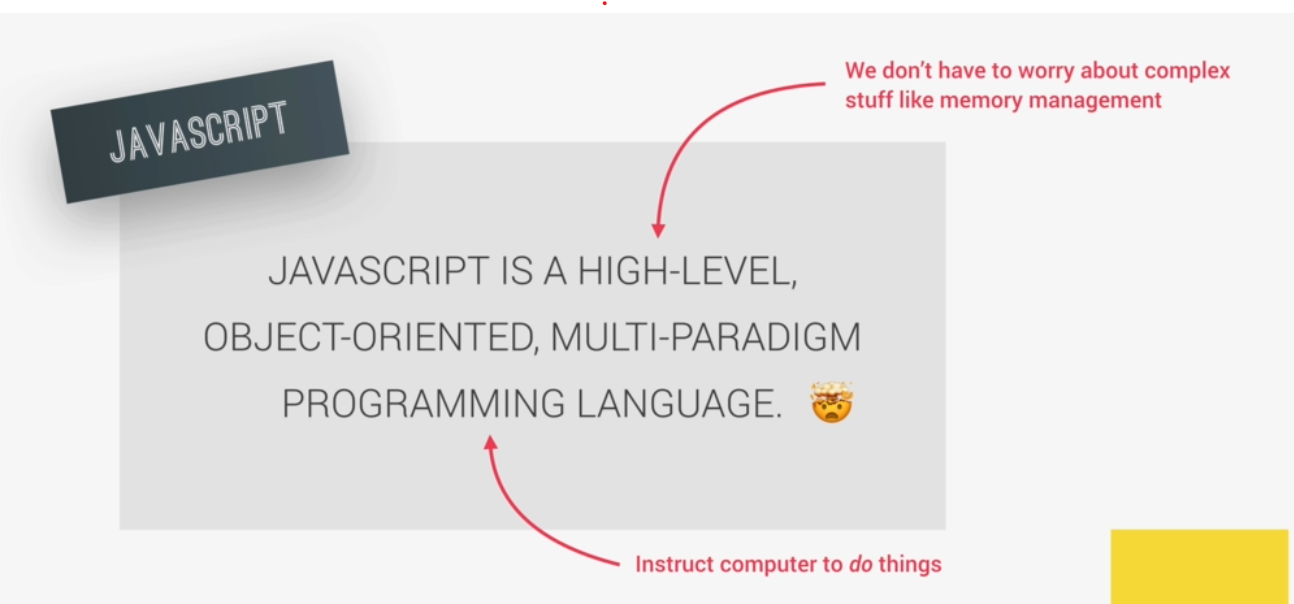 We don't have to worry about complex
stuff like memory management
JAVASCRIPT
JAVASCRIPT IS A HIGH-LEVEL,
OBJECT-ORIENTED, MULTI-PARADIGM
PROGRAMMING LANGUAGE. 🤯
Instruct computer to do things